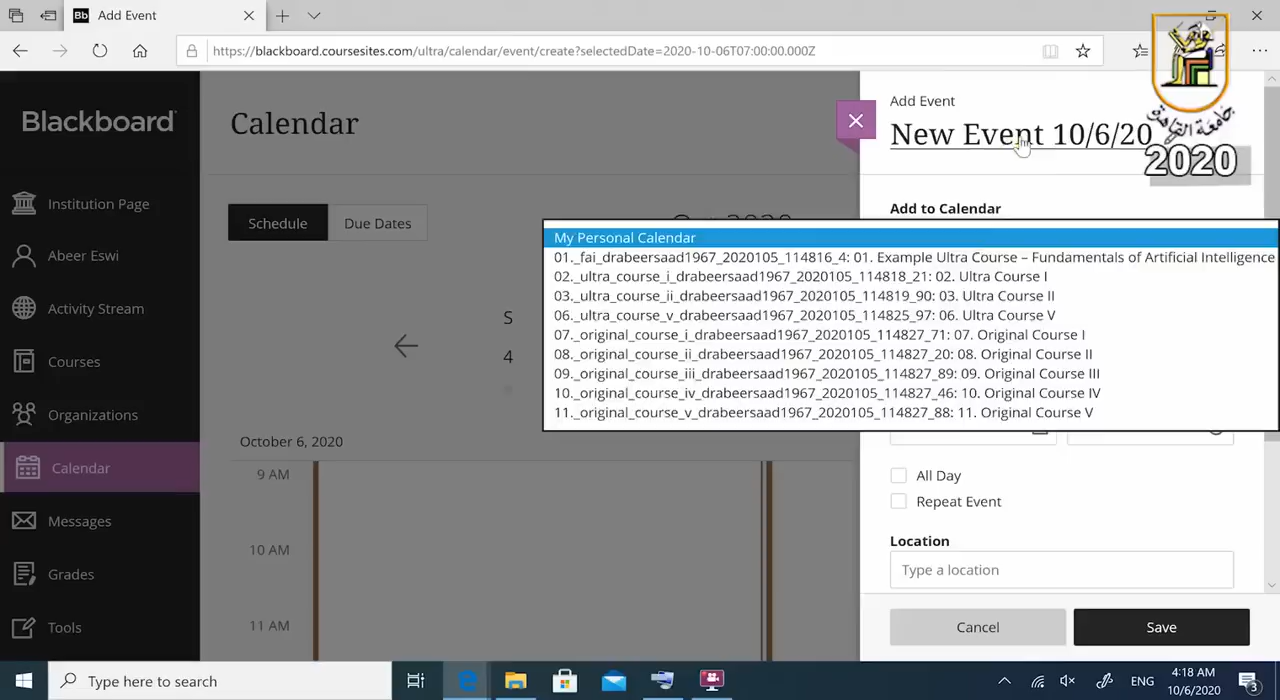 Add Event
https://blackboard.coursesites.com/ultra/calendar/event/create?selectedDate=2020-10-06T07:00:00.000Z
Blackboard
Institution Page
Abeer Eswi
Activity Stream
Courses
Organizations
Calendar
Messages
Grades
Tools
Calendar
Schedule
Due Dates
S
4
October 6, 2020
9 AM
10 AM
11 AM
Add Event
New Event 10/6/20
جامعة القاهرة
2020
Add to Calendar
My Personal Calendar
01._fai_drabeersaad1967_2020105_114816_4: 01. Example Ultra Course – Fundamentals of Artificial Intelligence
02._ultra_course_i_drabeersaad1967_2020105_114818_21: 02. Ultra Course I
03._ultra_course_ii_drabeersaad1967_2020105_114819_90: 03. Ultra Course II
06._ultra_course_v_drabeersaad1967_2020105_114825_97: 06. Ultra Course V
07._original_course_i_drabeersaad1967_2020105_114827_71: 07. Original Course I
08._original_course_ii_drabeersaad1967_2020105_114827_20: 08. Original Course II
09._original_course_iii_drabeersaad1967_2020105_114827_89: 09. Original Course III
10._original_course_iv_drabeersaad1967_2020105_114827_46: 10. Original Course IV
11._original_course_v_drabeersaad1967_2020105_114827_88: 11. Original Course V
All Day
Repeat Event
Location
Type a location
Cancel
Save
Type here to search
ENG
4:18 AM
10/6/2020
3